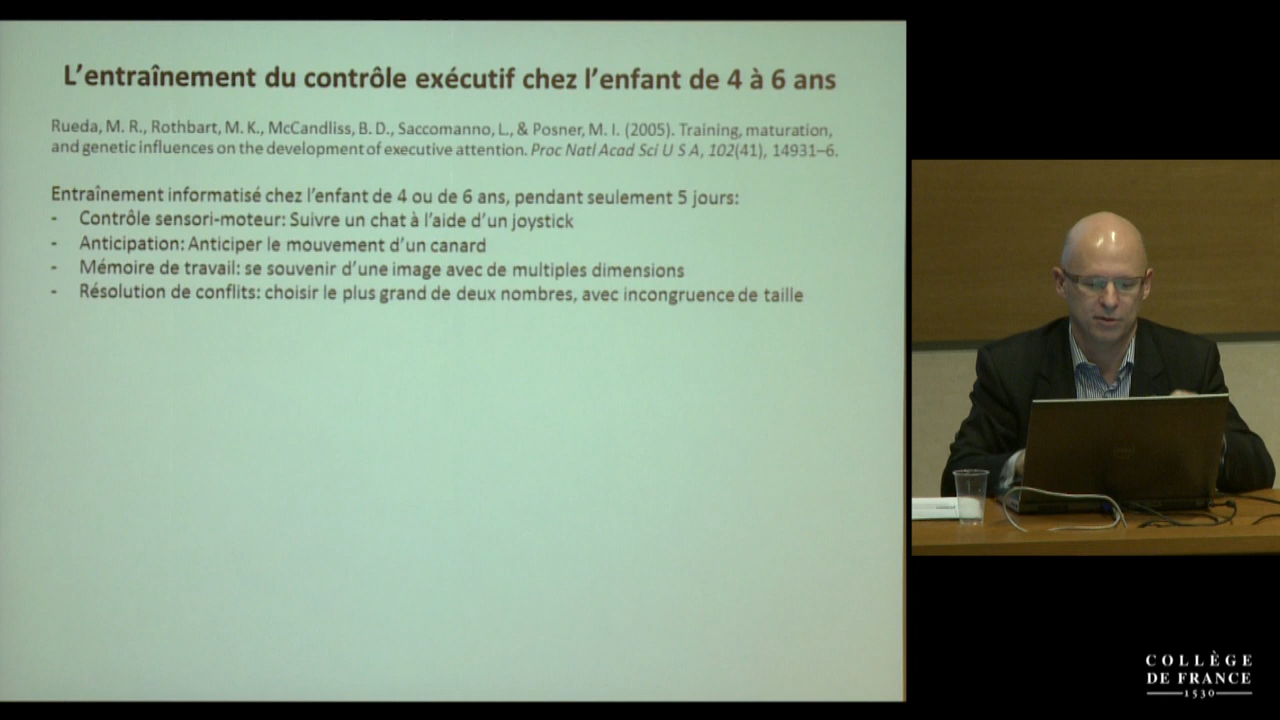 L'entraînement du contrôle exécutif chez l'enfant de 4 à 6 ans
Rueda, M. R., Rothbart, M. K., McCandliss, B. D., Saccomanno, L., & Posner, M. I. (2005). Training, maturation,
and genetic influences on the development of executive attention. Proc Natl Acad Sci U S A, 102(41), 14931–6.
Entraînement informatisé chez l'enfant de 4 ou de 6 ans, pendant seulement 5 jours:
- Contrôle sensori-moteur: Suivre un chat à l'aide d'un joystick
- Anticipation: Anticiper le mouvement d'un canard
- Mémoire de travail: se souvenir d'une image avec de multiples dimensions
- Résolution de conflits: choisir le plus grand de deux nombres, avec incongruence de taille
COLLÈGE
DE FRANCE
1530